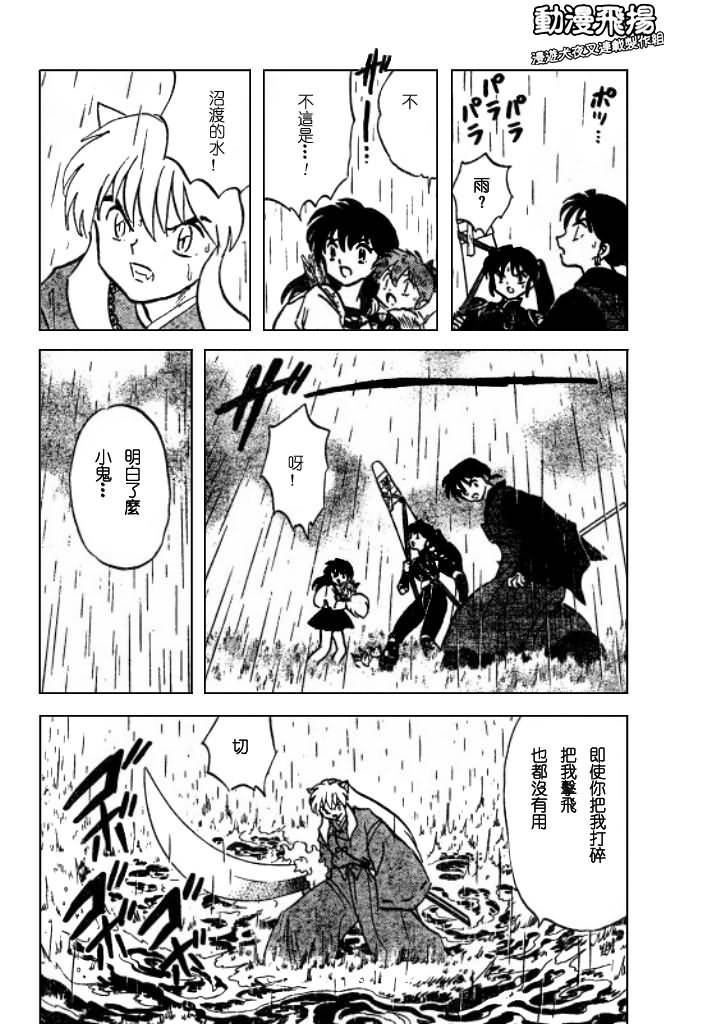 動漫飛揚
漫遊犬夜叉連載製作組
ポッ…
パラ
パラ
雨？
ザーー…
不
不這是…！
沼渡的水！
ザー
呀！
明白了麼
小鬼…
即使你把我打碎
把我擊飛
也都沒有用
切
ゴボ
ゴボ
ゴボ